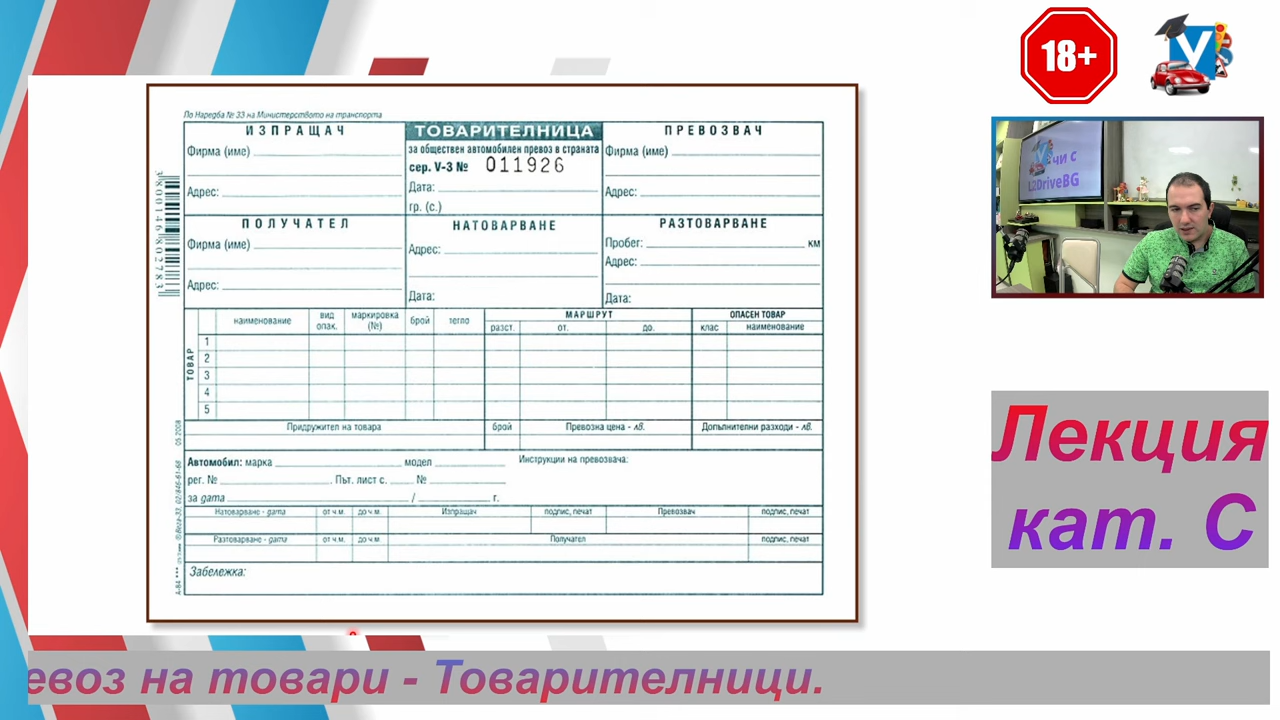 18+
чи с
L2DriveBG
Лекция
кат. С
По Наредба № 33 на Министерството на транспорта
ИЗПРАЩАЧ
Фирма (име)
Адрес:
ТОВАРИТЕЛНИЦА
за обществен автомобилен превоз в страната
сер. V-3 № 011926
Дата:
гр. (с.)
ПРЕВОЗВАЧ
Фирма (име)
Адрес:
ПОЛУЧАТЕЛ
Фирма (име)
Адрес:
НАТОВАРВАНЕ
Адрес:
Дата:
РАЗТОВАРВАНЕ
Пробег: км
Адрес:
Дата:
3800146802783
ТОВАР
наименование вид опак. маркировка (№) брой тегло МАРШРУТ разст. от. до. ОПАСЕН ТОВАР клас наименование
1
2
3
4
5
Придружител на товара брой Превозна цена - лв. Допълнителни разходи - лв.
Автомобил: марка модел Инструкции на превозвача:
рег. № Път. лист с. №
за дата / г.
Натоварване - дата от ч.м. до ч.м. Изпращач подпис, печат Превозвач подпис, печат
Разтоварване - дата от ч.м. до ч.м. Получател подпис, печат
Забележка:
05.2008
евоз на товари - Товарителници.